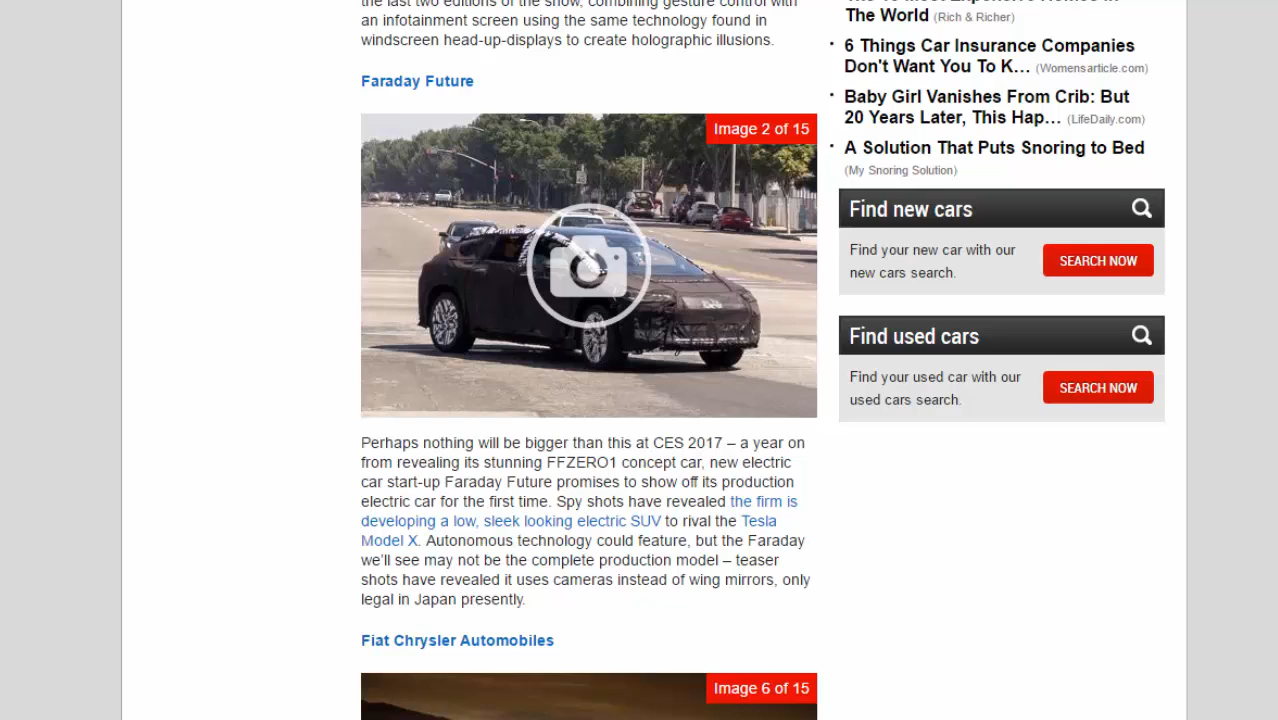 the last two editions of the show, combining gesture control with
an infotainment screen using the same technology found in
windscreen head-up-displays to create holographic illusions.
Faraday Future
Image 2 of 15
Perhaps nothing will be bigger than this at CES 2017 – a year on
from revealing its stunning FFZERO1 concept car, new electric
car start-up Faraday Future promises to show off its production
electric car for the first time. Spy shots have revealed the firm is
developing a low, sleek looking electric SUV to rival the Tesla
Model X. Autonomous technology could feature, but the Faraday
we'll see may not be the complete production model – teaser
shots have revealed it uses cameras instead of wing mirrors, only
legal in Japan presently.
Fiat Chrysler Automobiles
Image 6 of 15
The World (Rich & Richer)
6 Things Car Insurance Companies
Don't Want You To K… (Womensarticle.com)
Baby Girl Vanishes From Crib: But
20 Years Later, This Hap… (LifeDaily.com)
A Solution That Puts Snoring to Bed
(My Snoring Solution)
Find new cars
Find your new car with our
new cars search.
SEARCH NOW
Find used cars
Find your used car with our
used cars search.
SEARCH NOW